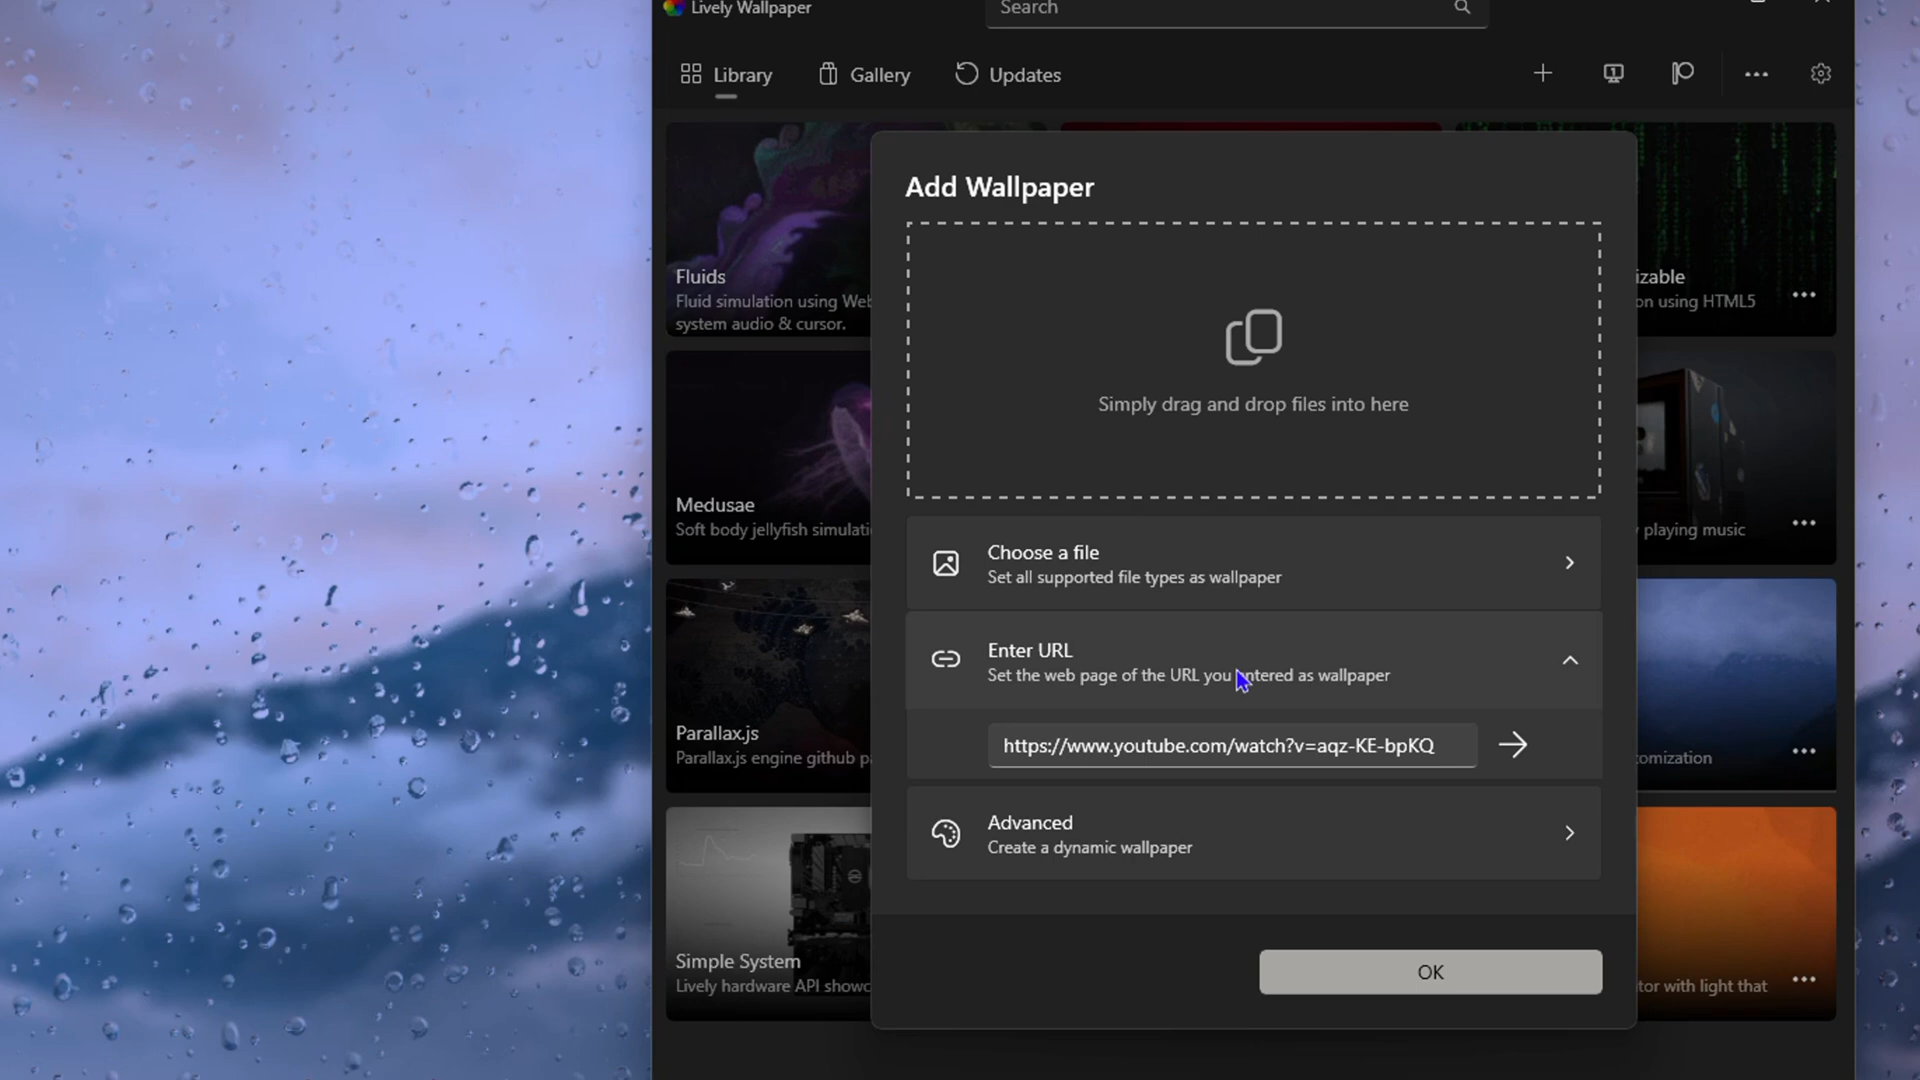 Lively Wallpaper
Search
Library
Gallery
Updates
Add Wallpaper
Simply drag and drop files into here
Choose a file
Set all supported file types as wallpaper
Enter URL
Set the web page of the URL you entered as wallpaper
https://www.youtube.com/watch?v=aqz-KE-bpKQ
Advanced
Create a dynamic wallpaper
OK
Fluids
Fluid simulation using Web
system audio & cursor.
izable
on using HTML5
Medusae
Soft body jellyfish simulati
playing music
Parallax.js
Parallax.js engine github p
omization
Simple System
Lively hardware API showc
tor with light that